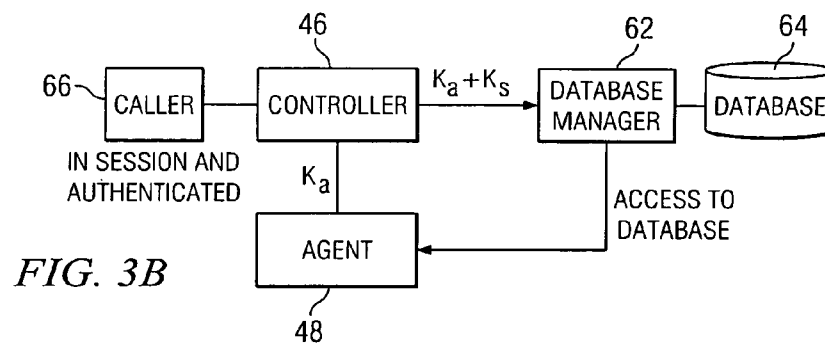 46
62
64
66
CALLER
CONTROLLER
Ka+Ks
DATABASE
MANAGER
DATABASE
IN SESSION AND
AUTHENTICATED
Ka
ACCESS TO
DATABASE
AGENT
FIG. 3B
48